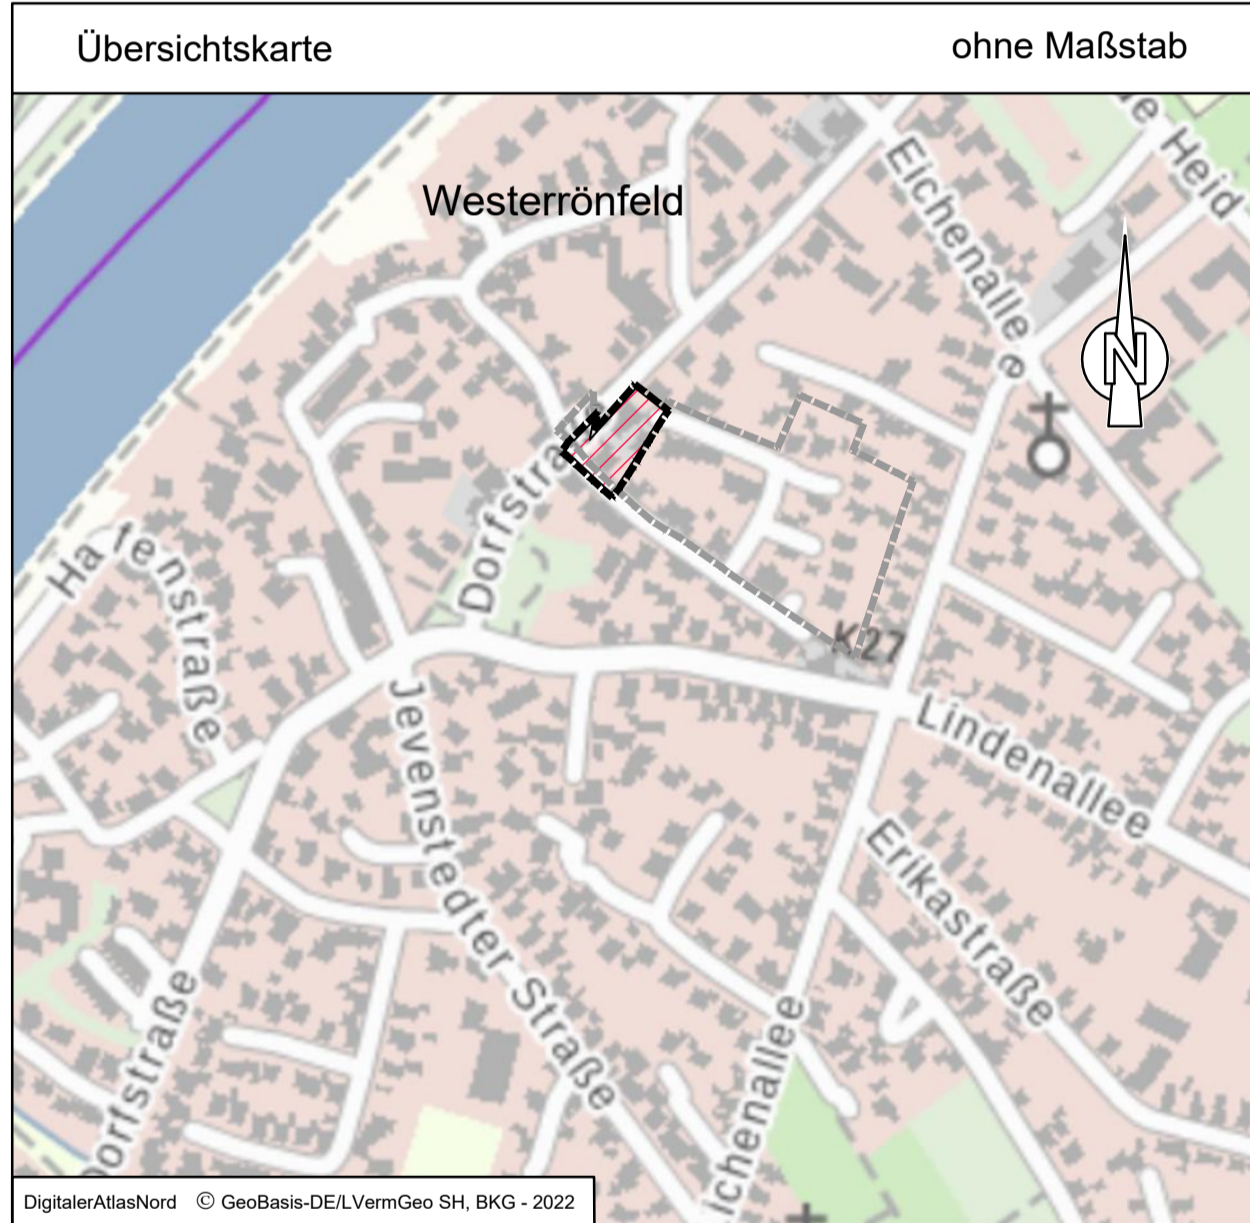 Übersichtskarte
ohne Maßstab
Westerrönfeld
Eichenallee
Heid
N
Dorfstra
Hafenstraße
K27
Lindenallee
Jevenstedter Straße
Erikastraße
Dorfstraße
ichenallee
DigitalerAtlasNord © GeoBasis-DE/LVermGeo SH, BKG - 2022